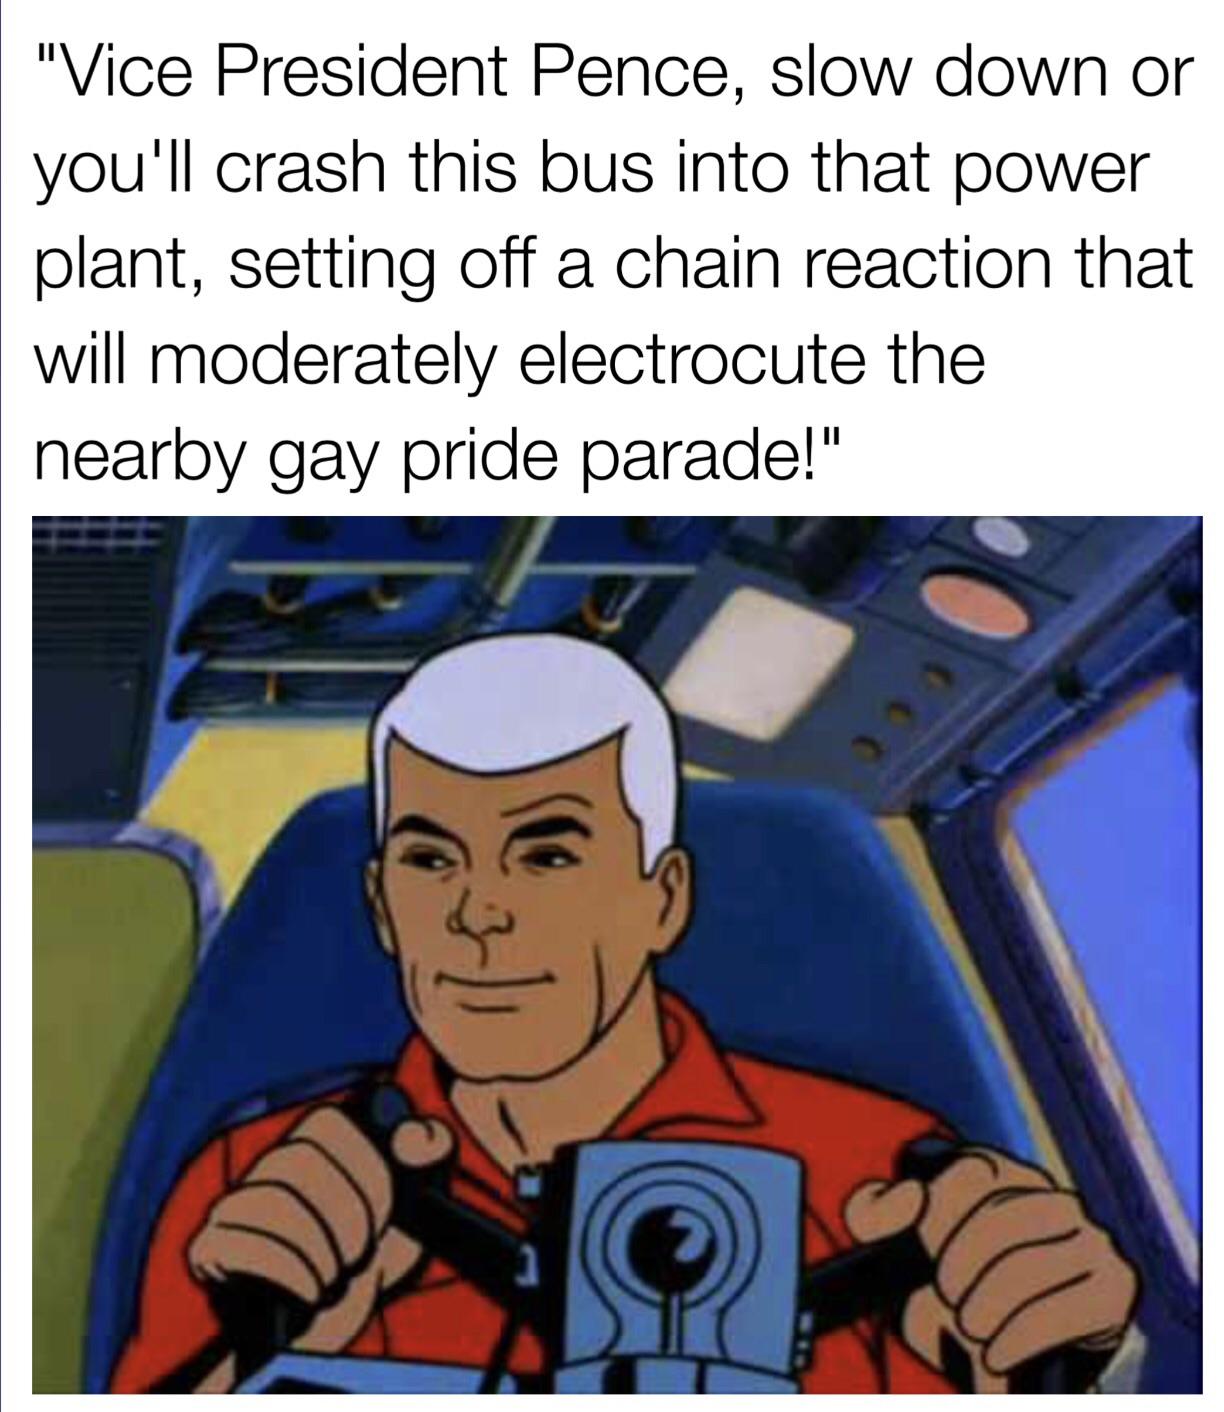 "Vice President Pence, slow down or
you'll crash this bus into that power
plant, setting off a chain reaction that
will moderately electrocute the
nearby gay pride parade!"